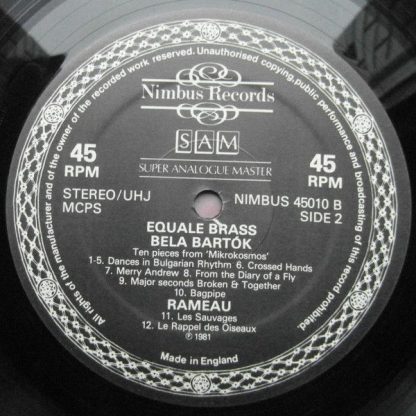 All rights of the manufacturer and of the owner of the recorded work reserved. Unauthorised copying, public performance and broadcasting of this record prohibited.
Nimbus Records
SAM
SUPER ANALOGUE MASTER
45
RPM
45
RPM
STEREO/UHJ
MCPS
NIMBUS 45010 B
SIDE 2
EQUALE BRASS
BELA BARTÓK
Ten pieces from 'Mikrokosmos'
1-5. Dances in Bulgarian Rhythm 6. Crossed Hands
7. Merry Andrew 8. From the Diary of a Fly
9. Major seconds Broken & Together
10. Bagpipe
RAMEAU
11. Les Sauvages
12. Le Rappel des Oiseaux
℗ 1981
Made in England